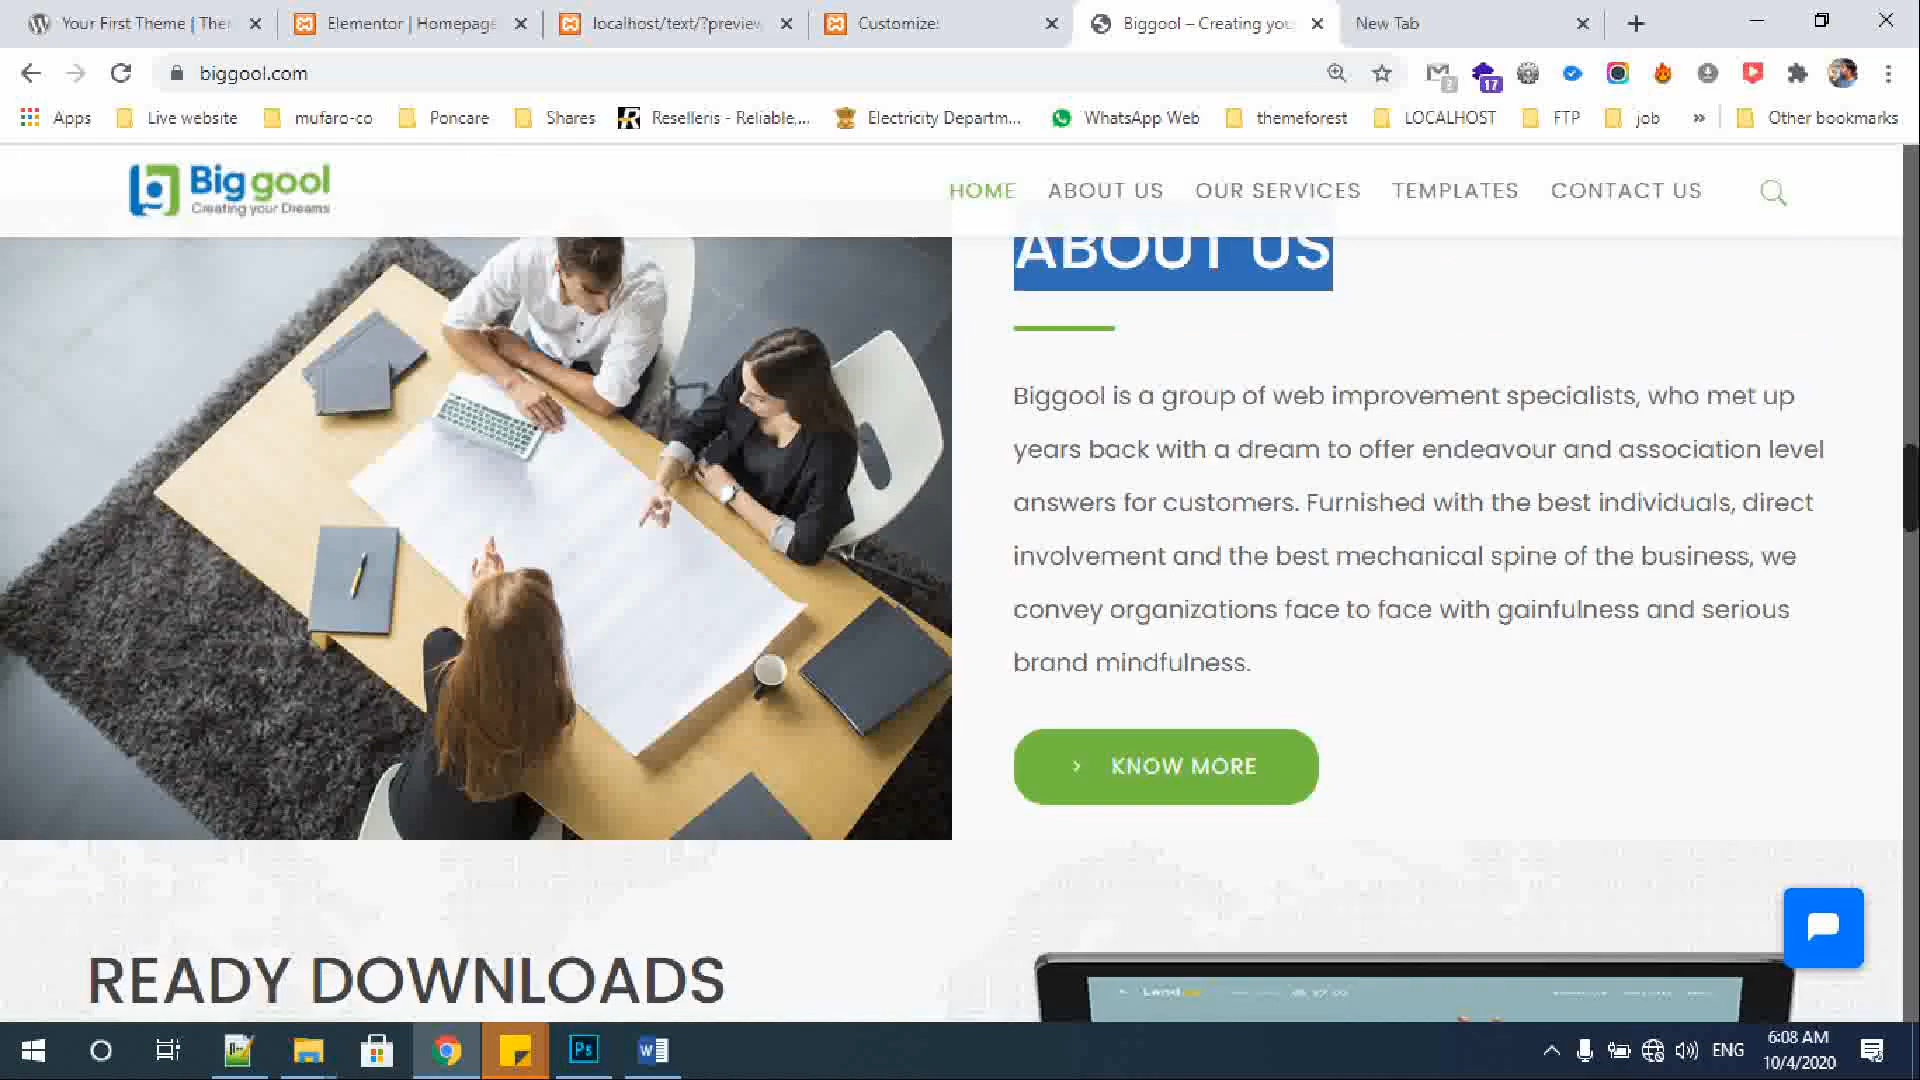 Your First Theme | The
Elementor | Homepage
localhost/text/?preview
Customize:
Biggool – Creating you
New Tab
biggool.com
17
Apps
Live website
mufaro-co
Poncare
Shares
Reselleris - Reliable,...
Electricity Departm...
WhatsApp Web
themeforest
LOCALHOST
FTP
job
»
Other bookmarks
Big gool
Creating your Dreams
HOME
ABOUT US
OUR SERVICES
TEMPLATES
CONTACT US
ABOUT US
Biggool is a group of web improvement specialists, who met up
years back with a dream to offer endeavour and association level
answers for customers. Furnished with the best individuals, direct
involvement and the best mechanical spine of the business, we
convey organizations face to face with gainfulness and serious
brand mindfulness.
KNOW MORE
READY DOWNLOADS
Ps
ENG
6:08 AM
10/4/2020